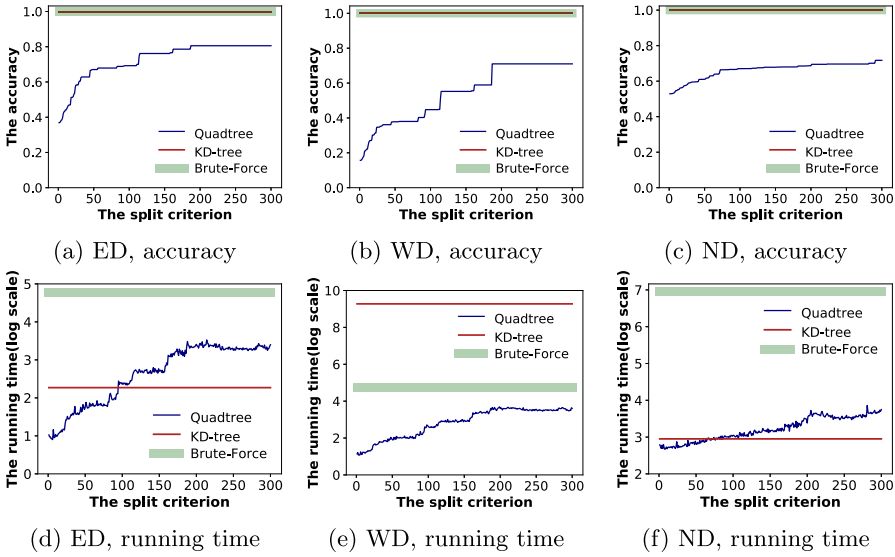 The accuracy
1.0
0.8
0.6
0.4
0.2
0.0
Quadtree
KD-tree
Brute-Force
0 50 100 150 200 250 300
The split criterion
(a) ED, accuracy
The accuracy
1.0
0.8
0.6
0.4
0.2
0.0
Quadtree
KD-tree
Brute-Force
0 50 100 150 200 250 300
The split criterion
(b) WD, accuracy
The accuracy
1.0
0.8
0.6
0.4
0.2
0.0
Quadtree
KD-tree
Brute-Force
0 50 100 150 200 250 300
The split criterion
(c) ND, accuracy
The running time(log scale)
5
4
3
2
1
0
Quadtree
KD-tree
Brute-Force
0 50 100 150 200 250 300
The split criterion
(d) ED, running time
The running time(log scale)
10
8
6
4
2
0
Quadtree
KD-tree
Brute-Force
0 50 100 150 200 250 300
The split criterion
(e) WD, running time
The running time(log scale)
7
6
5
4
3
2
Quadtree
KD-tree
Brute-Force
0 50 100 150 200 250 300
The split criterion
(f) ND, running time